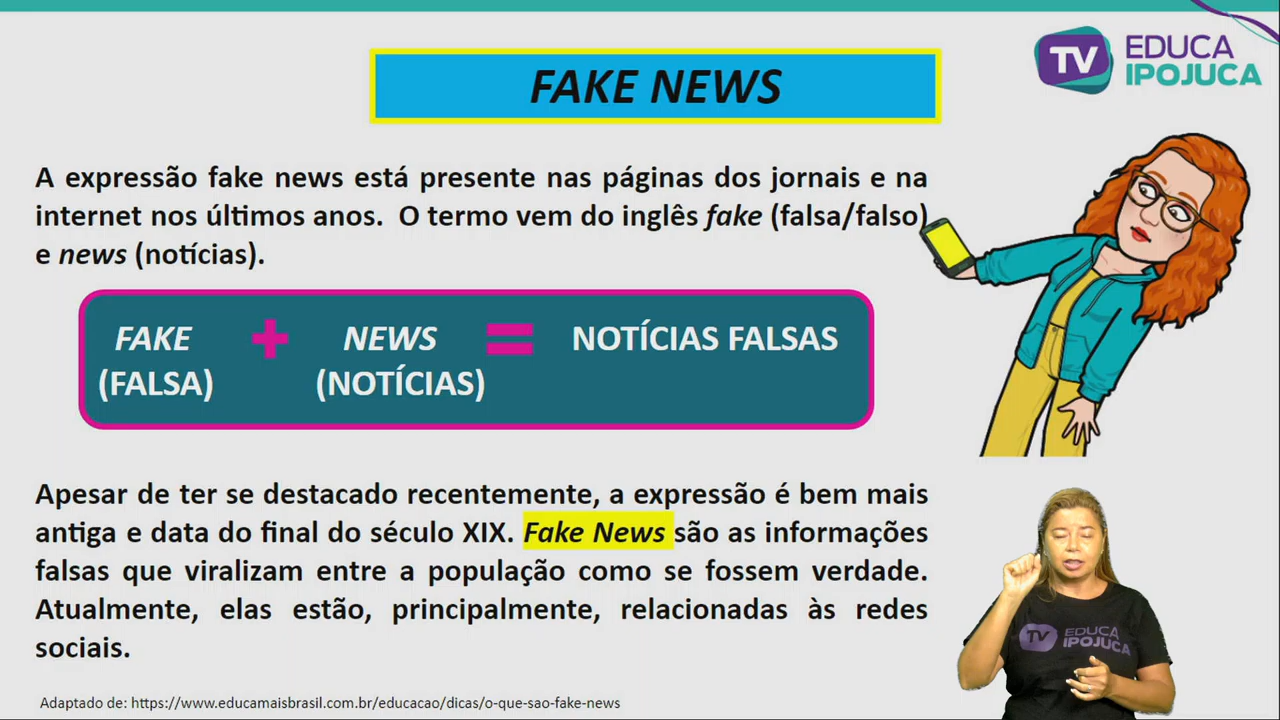 TV EDUCA
IPOJUCA
FAKE NEWS
A expressão fake news está presente nas páginas dos jornais e na
internet nos últimos anos. O termo vem do inglês fake (falsa/falso)
e news (notícias).
FAKE + NEWS = NOTÍCIAS FALSAS
(FALSA) (NOTÍCIAS)
Apesar de ter se destacado recentemente, a expressão é bem mais
antiga e data do final do século XIX. Fake News são as informações
falsas que viralizam entre a população como se fossem verdade.
Atualmente, elas estão, principalmente, relacionadas às redes
sociais.
TV EDUCA
IPOJUCA
Adaptado de: https://www.educamaisbrasil.com.br/educacao/dicas/o-que-sao-fake-news